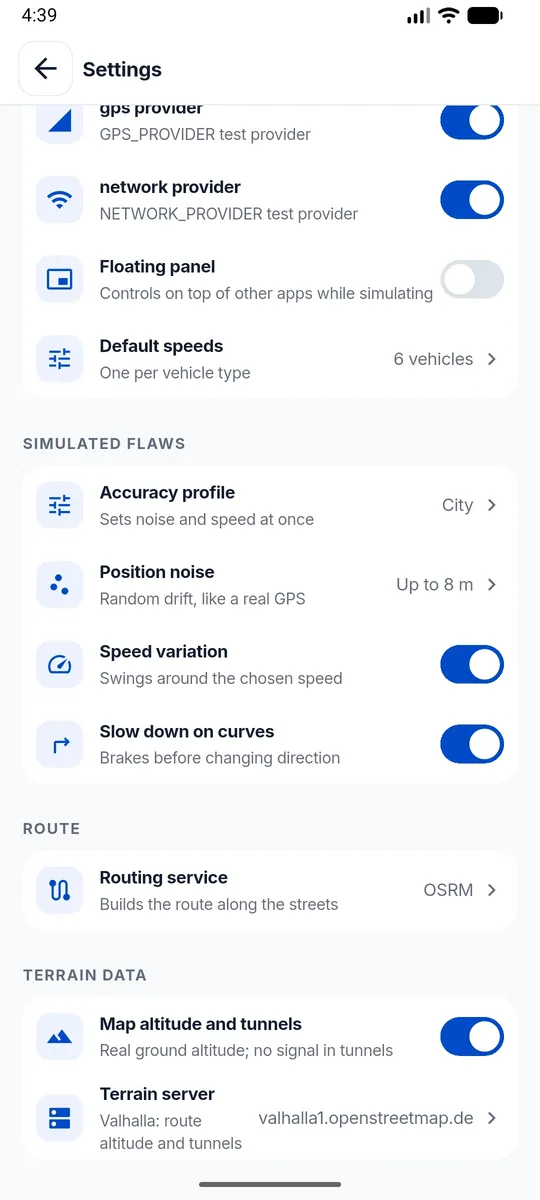 4:39
Settings
gps provider
GPS_PROVIDER test provider
network provider
NETWORK_PROVIDER test provider
Floating panel
Controls on top of other apps while simulating
Default speeds
One per vehicle type
6 vehicles
SIMULATED FLAWS
Accuracy profile
Sets noise and speed at once
City
Position noise
Random drift, like a real GPS
Up to 8 m
Speed variation
Swings around the chosen speed
Slow down on curves
Brakes before changing direction
ROUTE
Routing service
Builds the route along the streets
OSRM
TERRAIN DATA
Map altitude and tunnels
Real ground altitude; no signal in tunnels
Terrain server
Valhalla: route
altitude and tunnels
valhalla1.openstreetmap.de